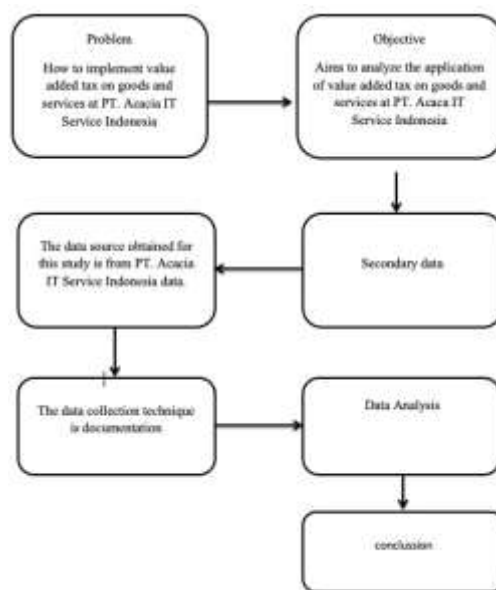 Problem
How to implement value
added tax on goods and
services at PT. Acacia IT
Service Indonesia
Objective
Aims to analyze the application
of value added tax on goods and
services at PT. Acaca IT
Service Indonesia
Secondary data
The data source obtained for
this study is from PT. Acacia
IT Service Indonesia data.
The data collection technique
is documentation
Data Analysis
conclussion